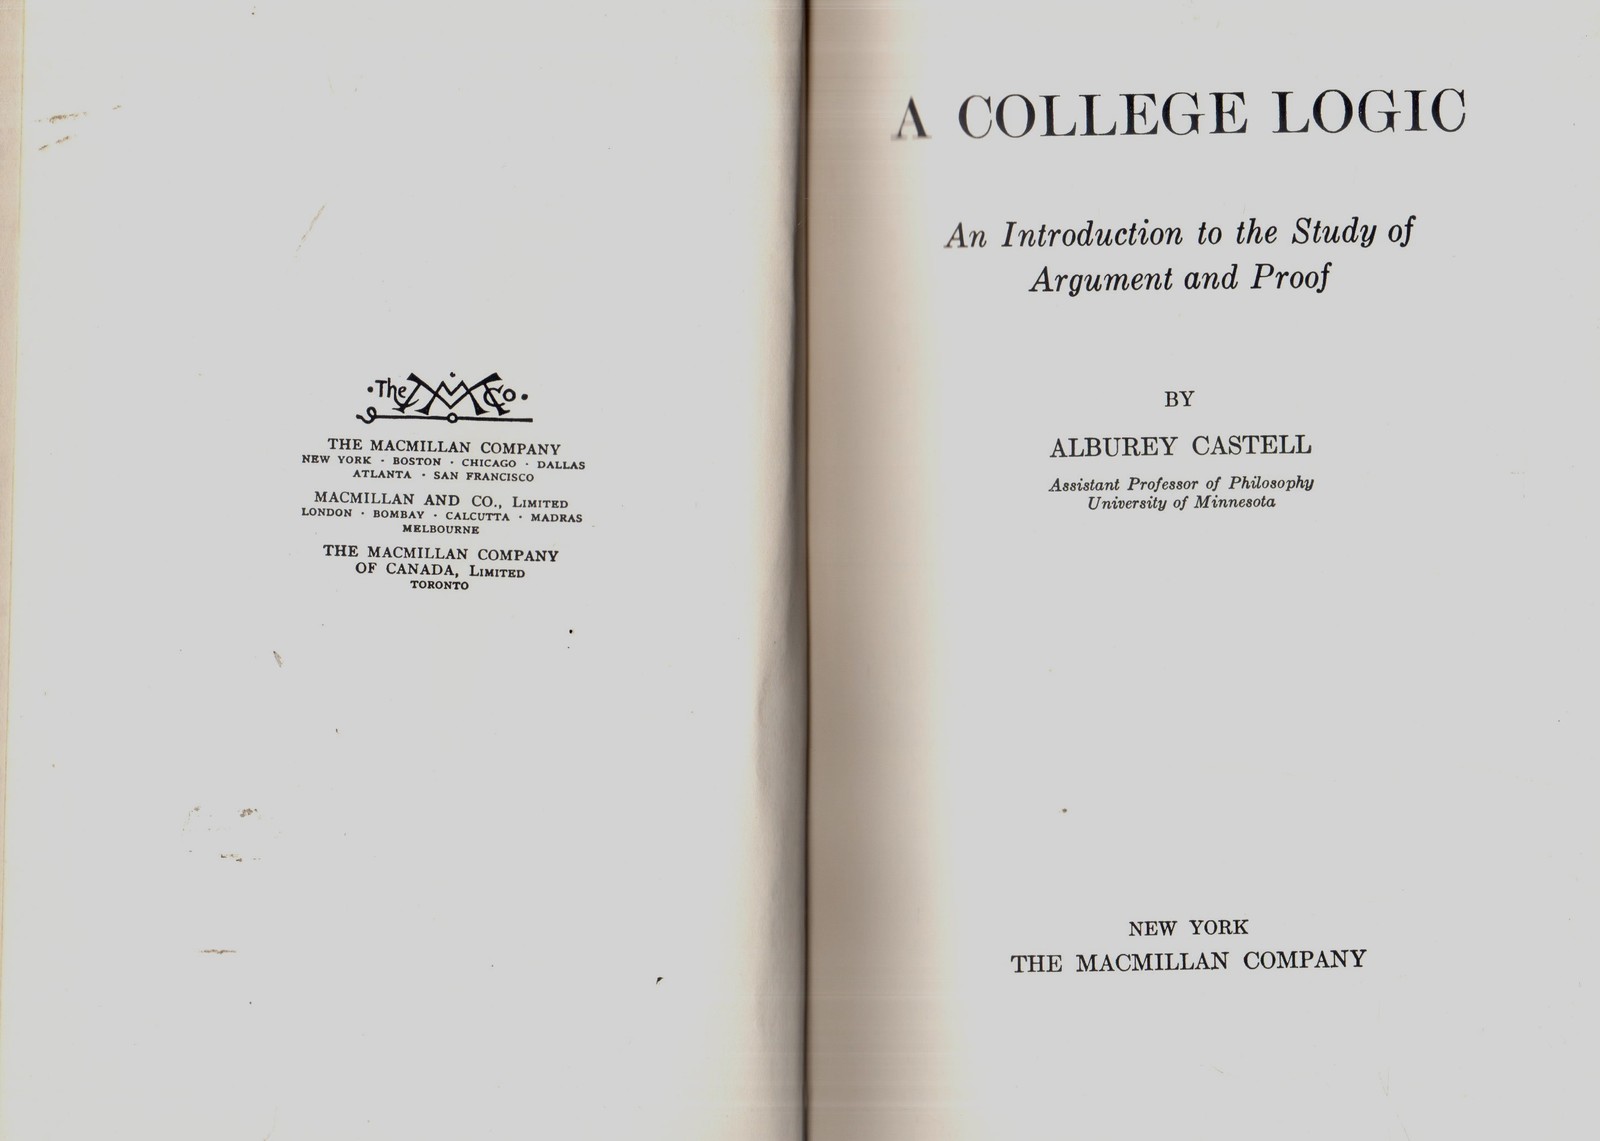 ·The M Co·
THE MACMILLAN COMPANY
NEW YORK · BOSTON · CHICAGO · DALLAS
ATLANTA · SAN FRANCISCO
MACMILLAN AND CO., LIMITED
LONDON · BOMBAY · CALCUTTA · MADRAS
MELBOURNE
THE MACMILLAN COMPANY
OF CANADA, LIMITED
TORONTO
A COLLEGE LOGIC
An Introduction to the Study of
Argument and Proof
BY
ALBUREY CASTELL
Assistant Professor of Philosophy
University of Minnesota
NEW YORK
THE MACMILLAN COMPANY